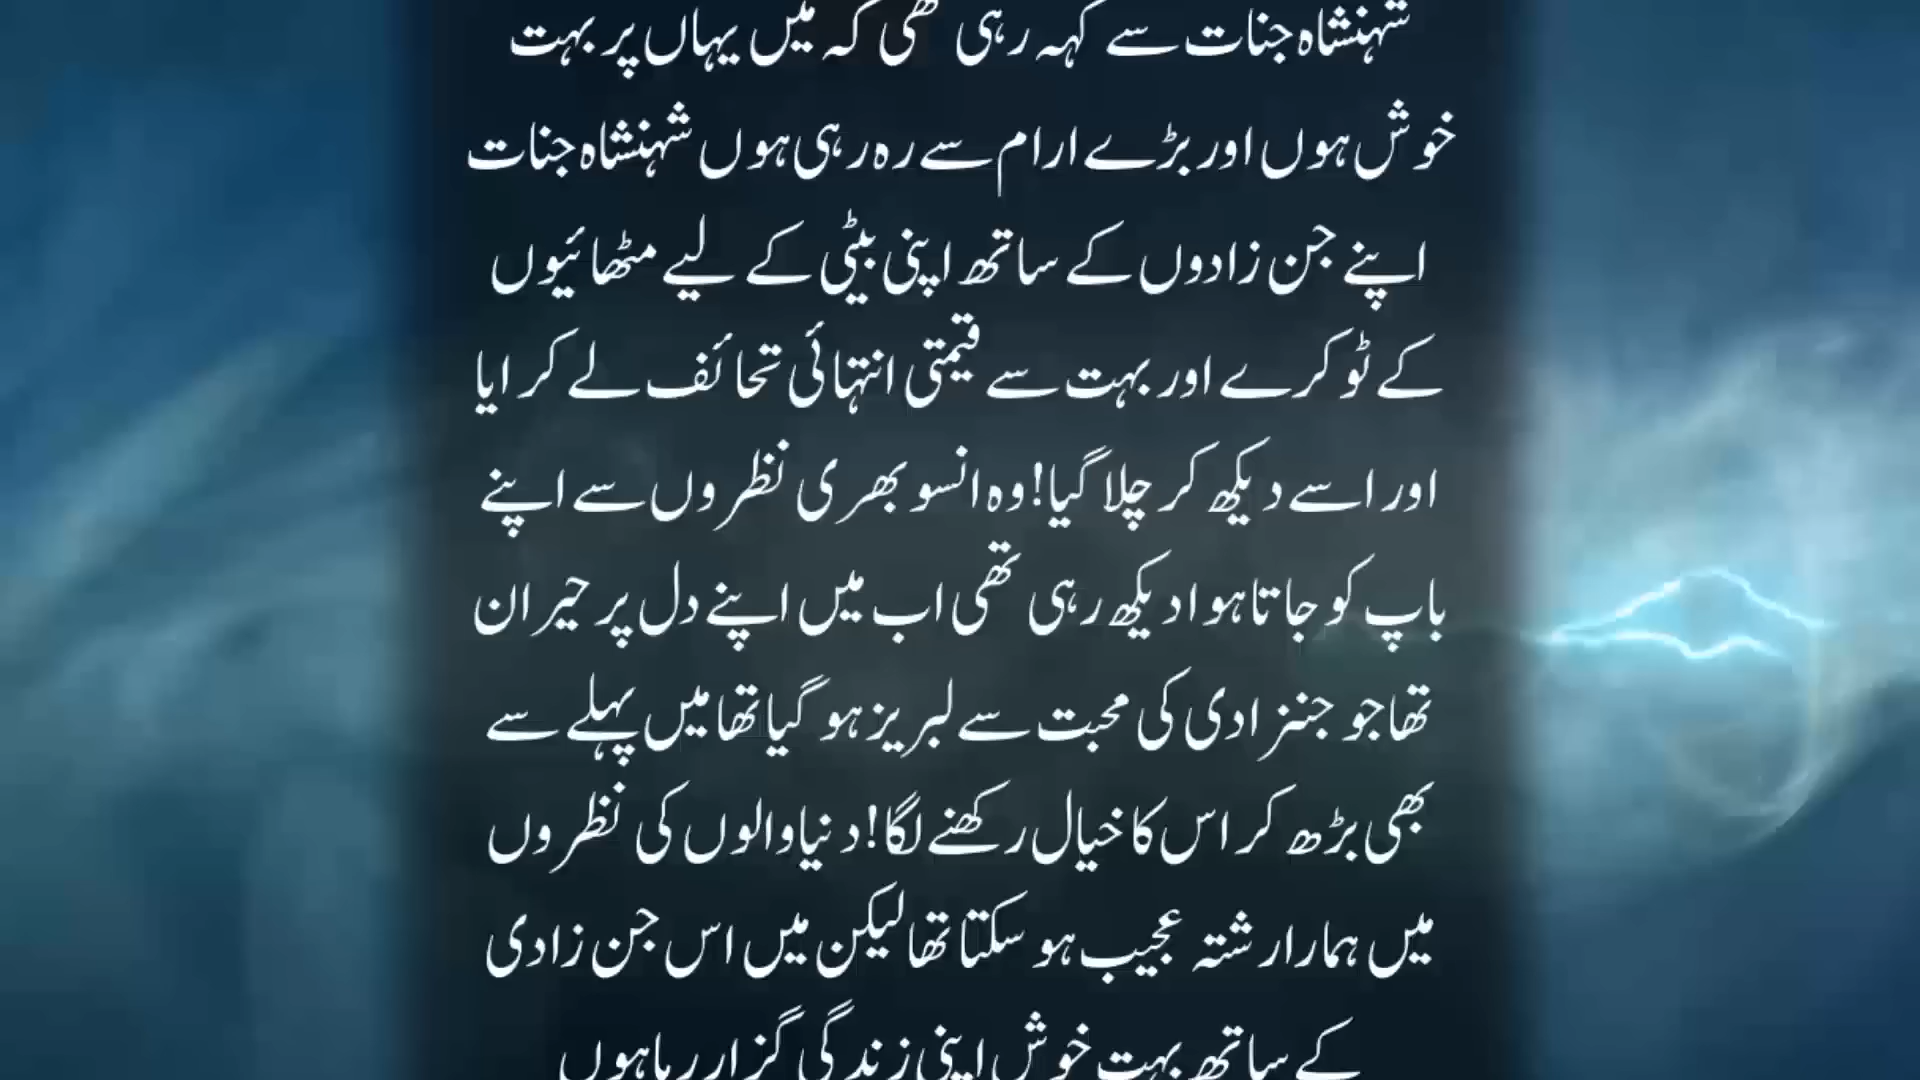 شہنشاہ جنات سے کہہ رہی تھی کہ میں یہاں پر بہت
خوش ہوں اور بڑے ارام سے رہ رہی ہوں شہنشاہ جنات
اپنے جن زادوں کے ساتھ اپنی بیٹی کے لیے مٹھائیوں
کے ٹوکرے اور بہت سے قیمتی انتہائی تحائف لے کر ایا
اور اسے دیکھ کر چلا گیا! وہ انسو بھری نظروں سے اپنے
باپ کو جاتا ہوا دیکھ رہی تھی اب میں اپنے دل پر حیران
تھا جو جننزادی کی محبت سے لبریز ہو گیا تھا میں پہلے سے
بھی بڑھ کر اس کا خیال رکھنے لگا! دنیا والوں کی نظروں
میں ہمارا رشتہ عجیب ہو سکتا تھا لیکن میں اس جن زادی
کے ساتھ بہت خوش اپنی زندگی گزار رہا ہوں